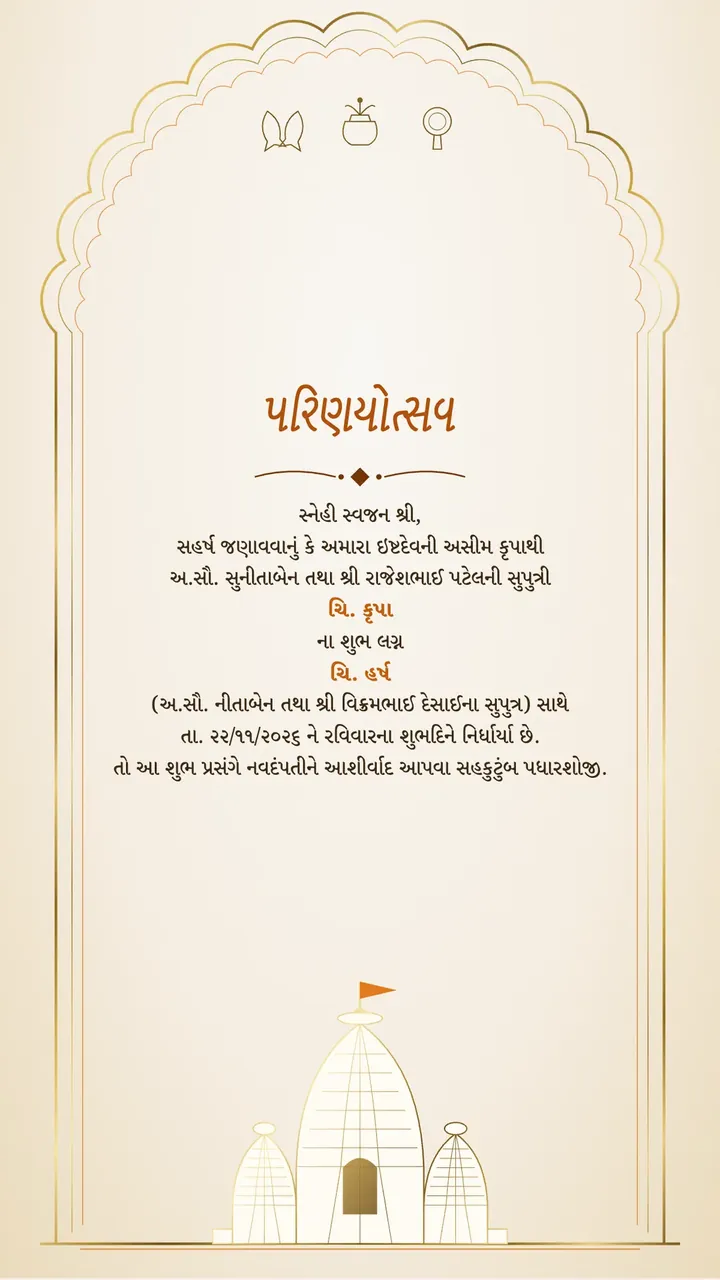 પરિણયોત્સવ
સ્નેહી સ્વજન શ્રી,
સહર્ષ જણાવવાનું કે અમારા ઇષ્ટદેવની અસીમ કૃપાથી
અ.સૌ. સુનીતાબેન તથા શ્રી રાજેશભાઈ પટેલની સુપુત્રી
ચિ. કૃપા
ના શુભ લગ્ન
ચિ. હર્ષ
(અ.સૌ. નીતાબેન તથા શ્રી વિક્રમભાઈ દેસાઈના સુપુત્ર) સાથે
તા. ૨૨/૧૧/૨૦૨૬ ને રવિવારના શુભદિને નિર્ધાર્યા છે.
તો આ શુભ પ્રસંગે નવદંપતીને આશીર્વાદ આપવા સહકુટુંબ પધારશોજી.